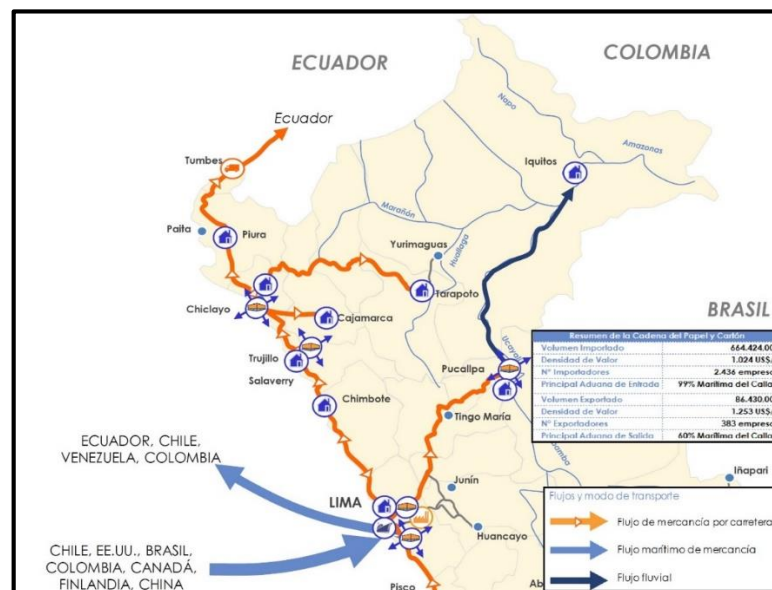 ECUADOR
COLOMBIA
Ecuador
Napo
Amazonas
Tumbes
Iquitos
Paita
Piura
Marañón
Yurimaguas
Huallaga
Tarapoto
Chiclayo
Cajamarca
BRASIL
Trujillo
Salaverry
Pucallpa
Chimbote
Tingo María
Resumen de la Cadena del Papel y Cartón
Volumen Importado 664.424.00
Densidad de Valor 1.024 US$
N° Importadores 2.436 empresa
Principal Aduana de Entrada 99% Marítima del Calla
Volumen Exportado 86.430.00
Densidad de Valor 1.253 US$
N° Exportadores 383 empresa
Principal Aduana de Salida 60% Marítima del Calla
ECUADOR, CHILE,
VENEZUELA, COLOMBIA
Junín
Iñapari
LIMA
Huancayo
Flujos y modo de transporte
Flujo de mercancía por carretera
Flujo marítimo de mercancía
Flujo fluvial
CHILE, EE.UU., BRASIL,
COLOMBIA, CANADÁ,
FINLANDIA, CHINA
Pisco
Ab